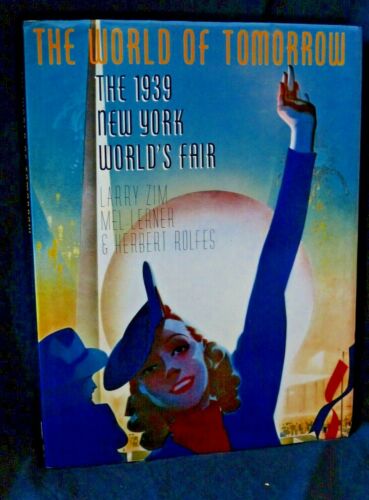 THE WORLD OF TOMORROW
THE 1939
NEW YORK
WORLD'S FAIR
LARRY ZIM
MEL LERNER
& HERBERT ROLFES